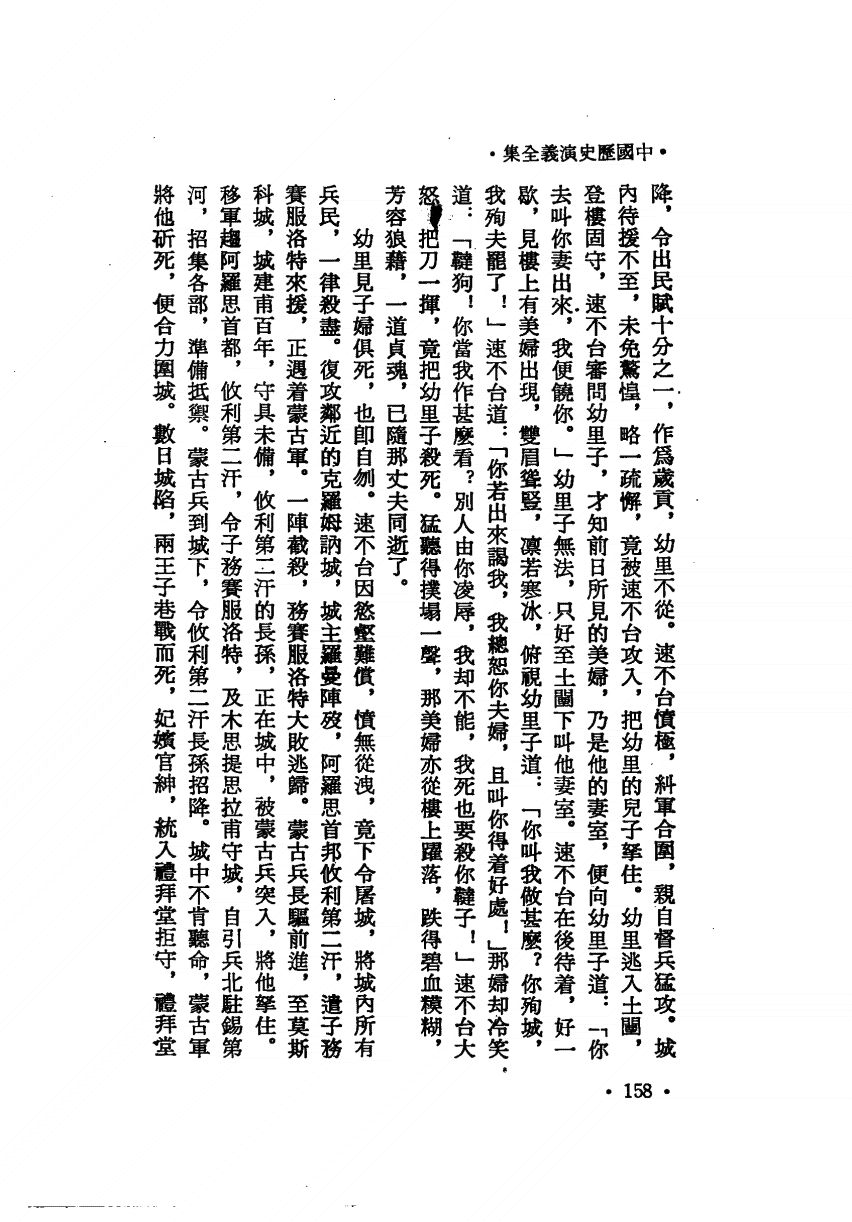 ·中國歷史演義全集·
降，令出民賦十分之一，作爲歲貢，幼里不從。速不台憤極，糾軍合圍，親自督兵猛攻。城
內待援不至，未免驚惶，略一疏懈，竟被速不台攻入，把幼里的兒子拏住。幼里逃入土闉，
登樓固守，速不台審問幼里子，才知前日所見的美婦，乃是他的妻室，便向幼里子道：「你
去叫你妻出來，我便饒你。」幼里子無法，只好至土闉下叫他妻室。速不台在後待着，好一
歇，見樓上有美婦出現，雙眉聳豎，凛若寒冰，俯視幼里子道：「你叫我做甚麼？你殉城，
我殉夫罷了！」速不台道：「你若出來謁我，我總恕你夫婦，且叫你得着好處！」那婦却冷笑
道：「韃狗！你當我作甚麼看？別人由你凌辱，我却不能，我死也要殺你韃子！」速不台大
怒，把刀一揮，竟把幼里子殺死。猛聽得撲塌一聲，那美婦亦從樓上躍落，跌得碧血糢糊，
芳容狼藉，一道貞魂，已隨那丈夫同逝了。
幼里見子婦俱死，也卽自刎。速不台因慾壑難償，憤無從洩，竟下令屠城，將城內所有
兵民，一律殺盡。復攻鄰近的克羅姆訥城，城主羅曼陣歿，阿羅思首邦攸利第二汗，遣子務
賽服洛特來援，正遇着蒙古軍。一陣截殺，務賽服洛特大敗逃歸。蒙古兵長驅前進，至莫斯
科城，城建甫百年，守具未備，攸利第二汗的長孫，正在城中，被蒙古兵突入，將他拏住。
移軍趨阿羅思首都，攸利第二汗，令子務賽服洛特，及木思提思拉甫守城，自引兵北駐錫第
河，招集各部，準備抵禦。蒙古兵到城下，令攸利第二汗長孫招降。城中不肯聽命，蒙古軍
將他斫死，便合力圍城。數日城陷，兩王子巷戰而死，妃嬪官紳，統入禮拜堂拒守，禮拜堂
·158·